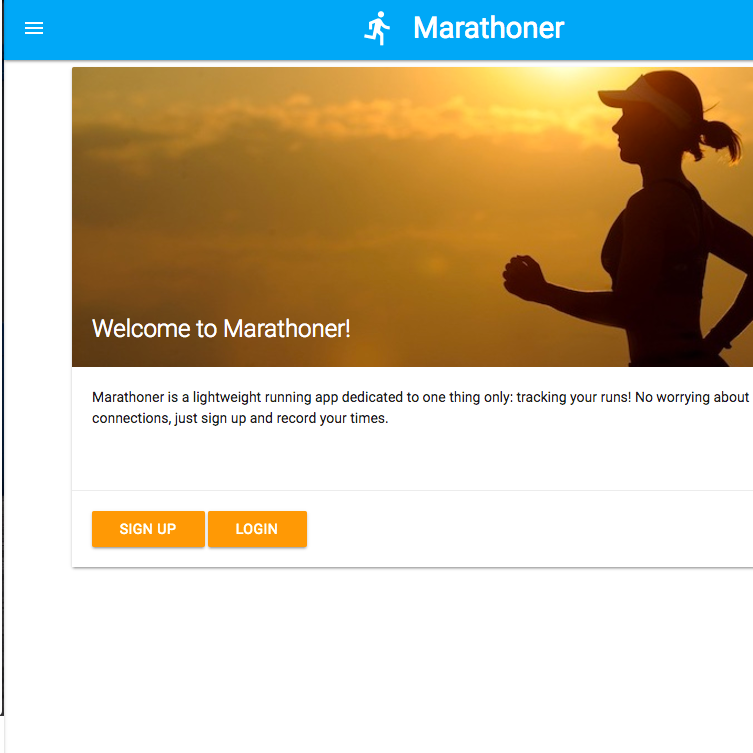 Marathoner
Welcome to Marathoner!
Marathoner is a lightweight running app dedicated to one thing only: tracking your runs! No worrying about
connections, just sign up and record your times.
SIGN UP LOGIN